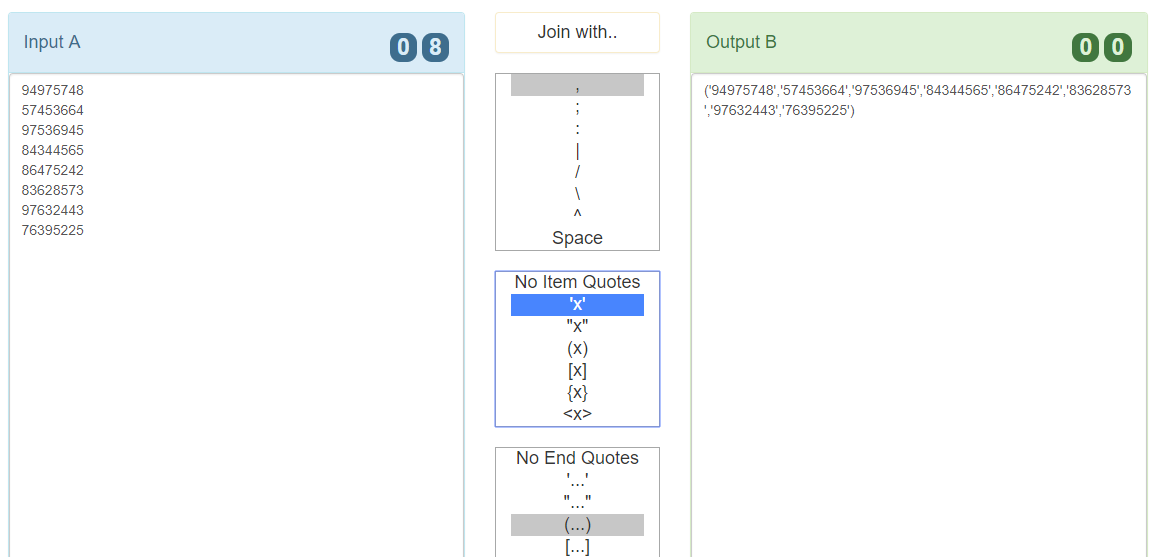 Input A
0 8
94975748
57453664
97536945
84344565
86475242
83628573
97632443
76395225
Join with..
,
;
:
|
/
\
^
Space
No Item Quotes
'x'
"x"
(x)
[x]
{x}
<x>
No End Quotes
'...'
"..."
(...)
[...]
Output B
0 0
('94975748','57453664','97536945','84344565','86475242','83628573'
,'97632443','76395225')